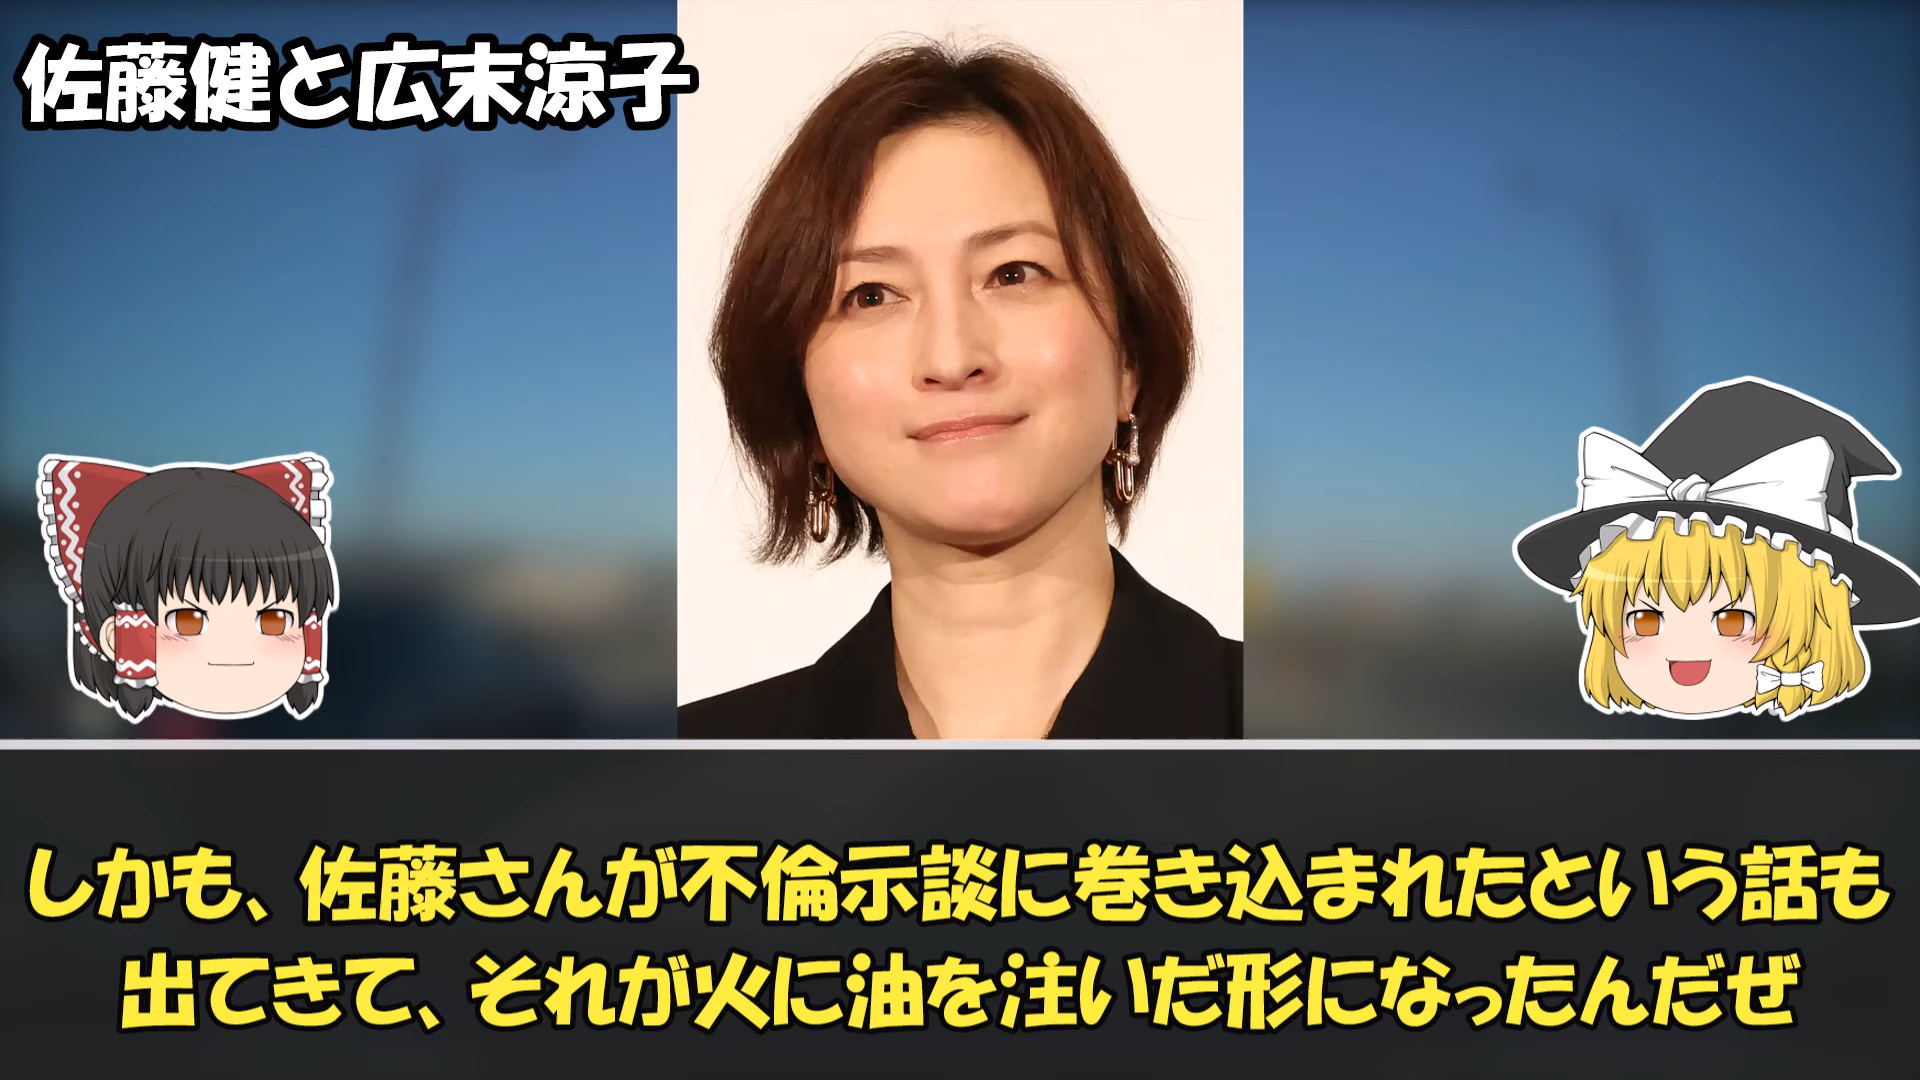 佐藤健と広末涼子
しかも、佐藤さんが不倫示談に巻き込まれたという話も
出てきて、それが火に油を注いだ形になったんだぜ